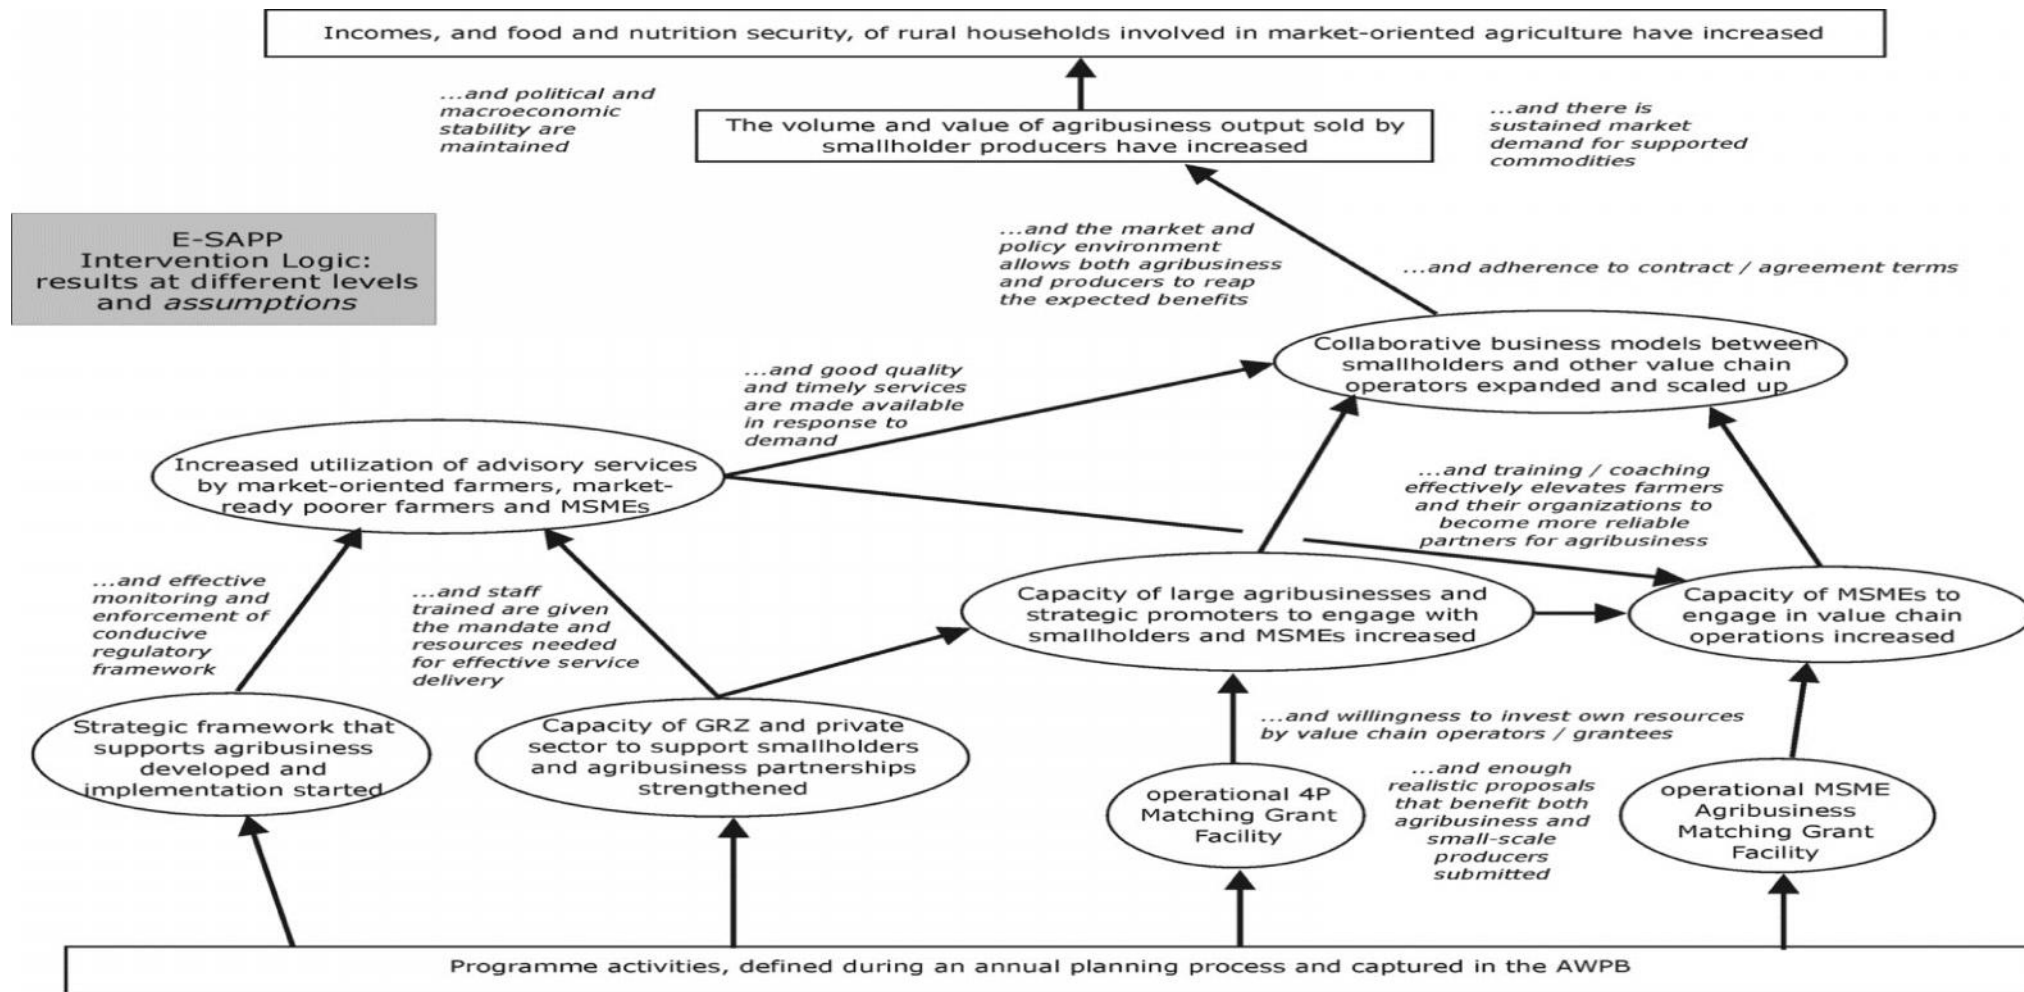 Incomes, and food and nutrition security, of rural households involved in market-oriented agriculture have increased
...and political and
macroeconomic
stability are
maintained
The volume and value of agribusiness output sold by
smallholder producers have increased
...and there is
sustained market
demand for supported
commodities
E-SAPP
Intervention Logic:
results at different levels
and assumptions
...and the market and
policy environment
allows both agribusiness
and producers to reap
the expected benefits
...and adherence to contract / agreement terms
Collaborative business models between
smallholders and other value chain
operators expanded and scaled up
...and good quality
and timely services
are made available
in response to
demand
Increased utilization of advisory services
by market-oriented farmers, market-
ready poorer farmers and MSMEs
...and training / coaching
effectively elevates farmers
and their organizations to
become more reliable
partners for agribusiness
...and effective
monitoring and
enforcement of
conducive
regulatory
framework
...and staff
trained are given
the mandate and
resources needed
for effective service
delivery
Capacity of large agribusinesses and
strategic promoters to engage with
smallholders and MSMEs increased
Capacity of MSMEs to
engage in value chain
operations increased
Strategic framework that
supports agribusiness
developed and
implementation started
Capacity of GRZ and private
sector to support smallholders
and agribusiness partnerships
strengthened
...and willingness to invest own resources
by value chain operators / grantees
operational 4P
Matching Grant
Facility
...and enough
realistic proposals
that benefit both
agribusiness and
small-scale
producers
submitted
operational MSME
Agribusiness
Matching Grant
Facility
Programme activities, defined during an annual planning process and captured in the AWPB